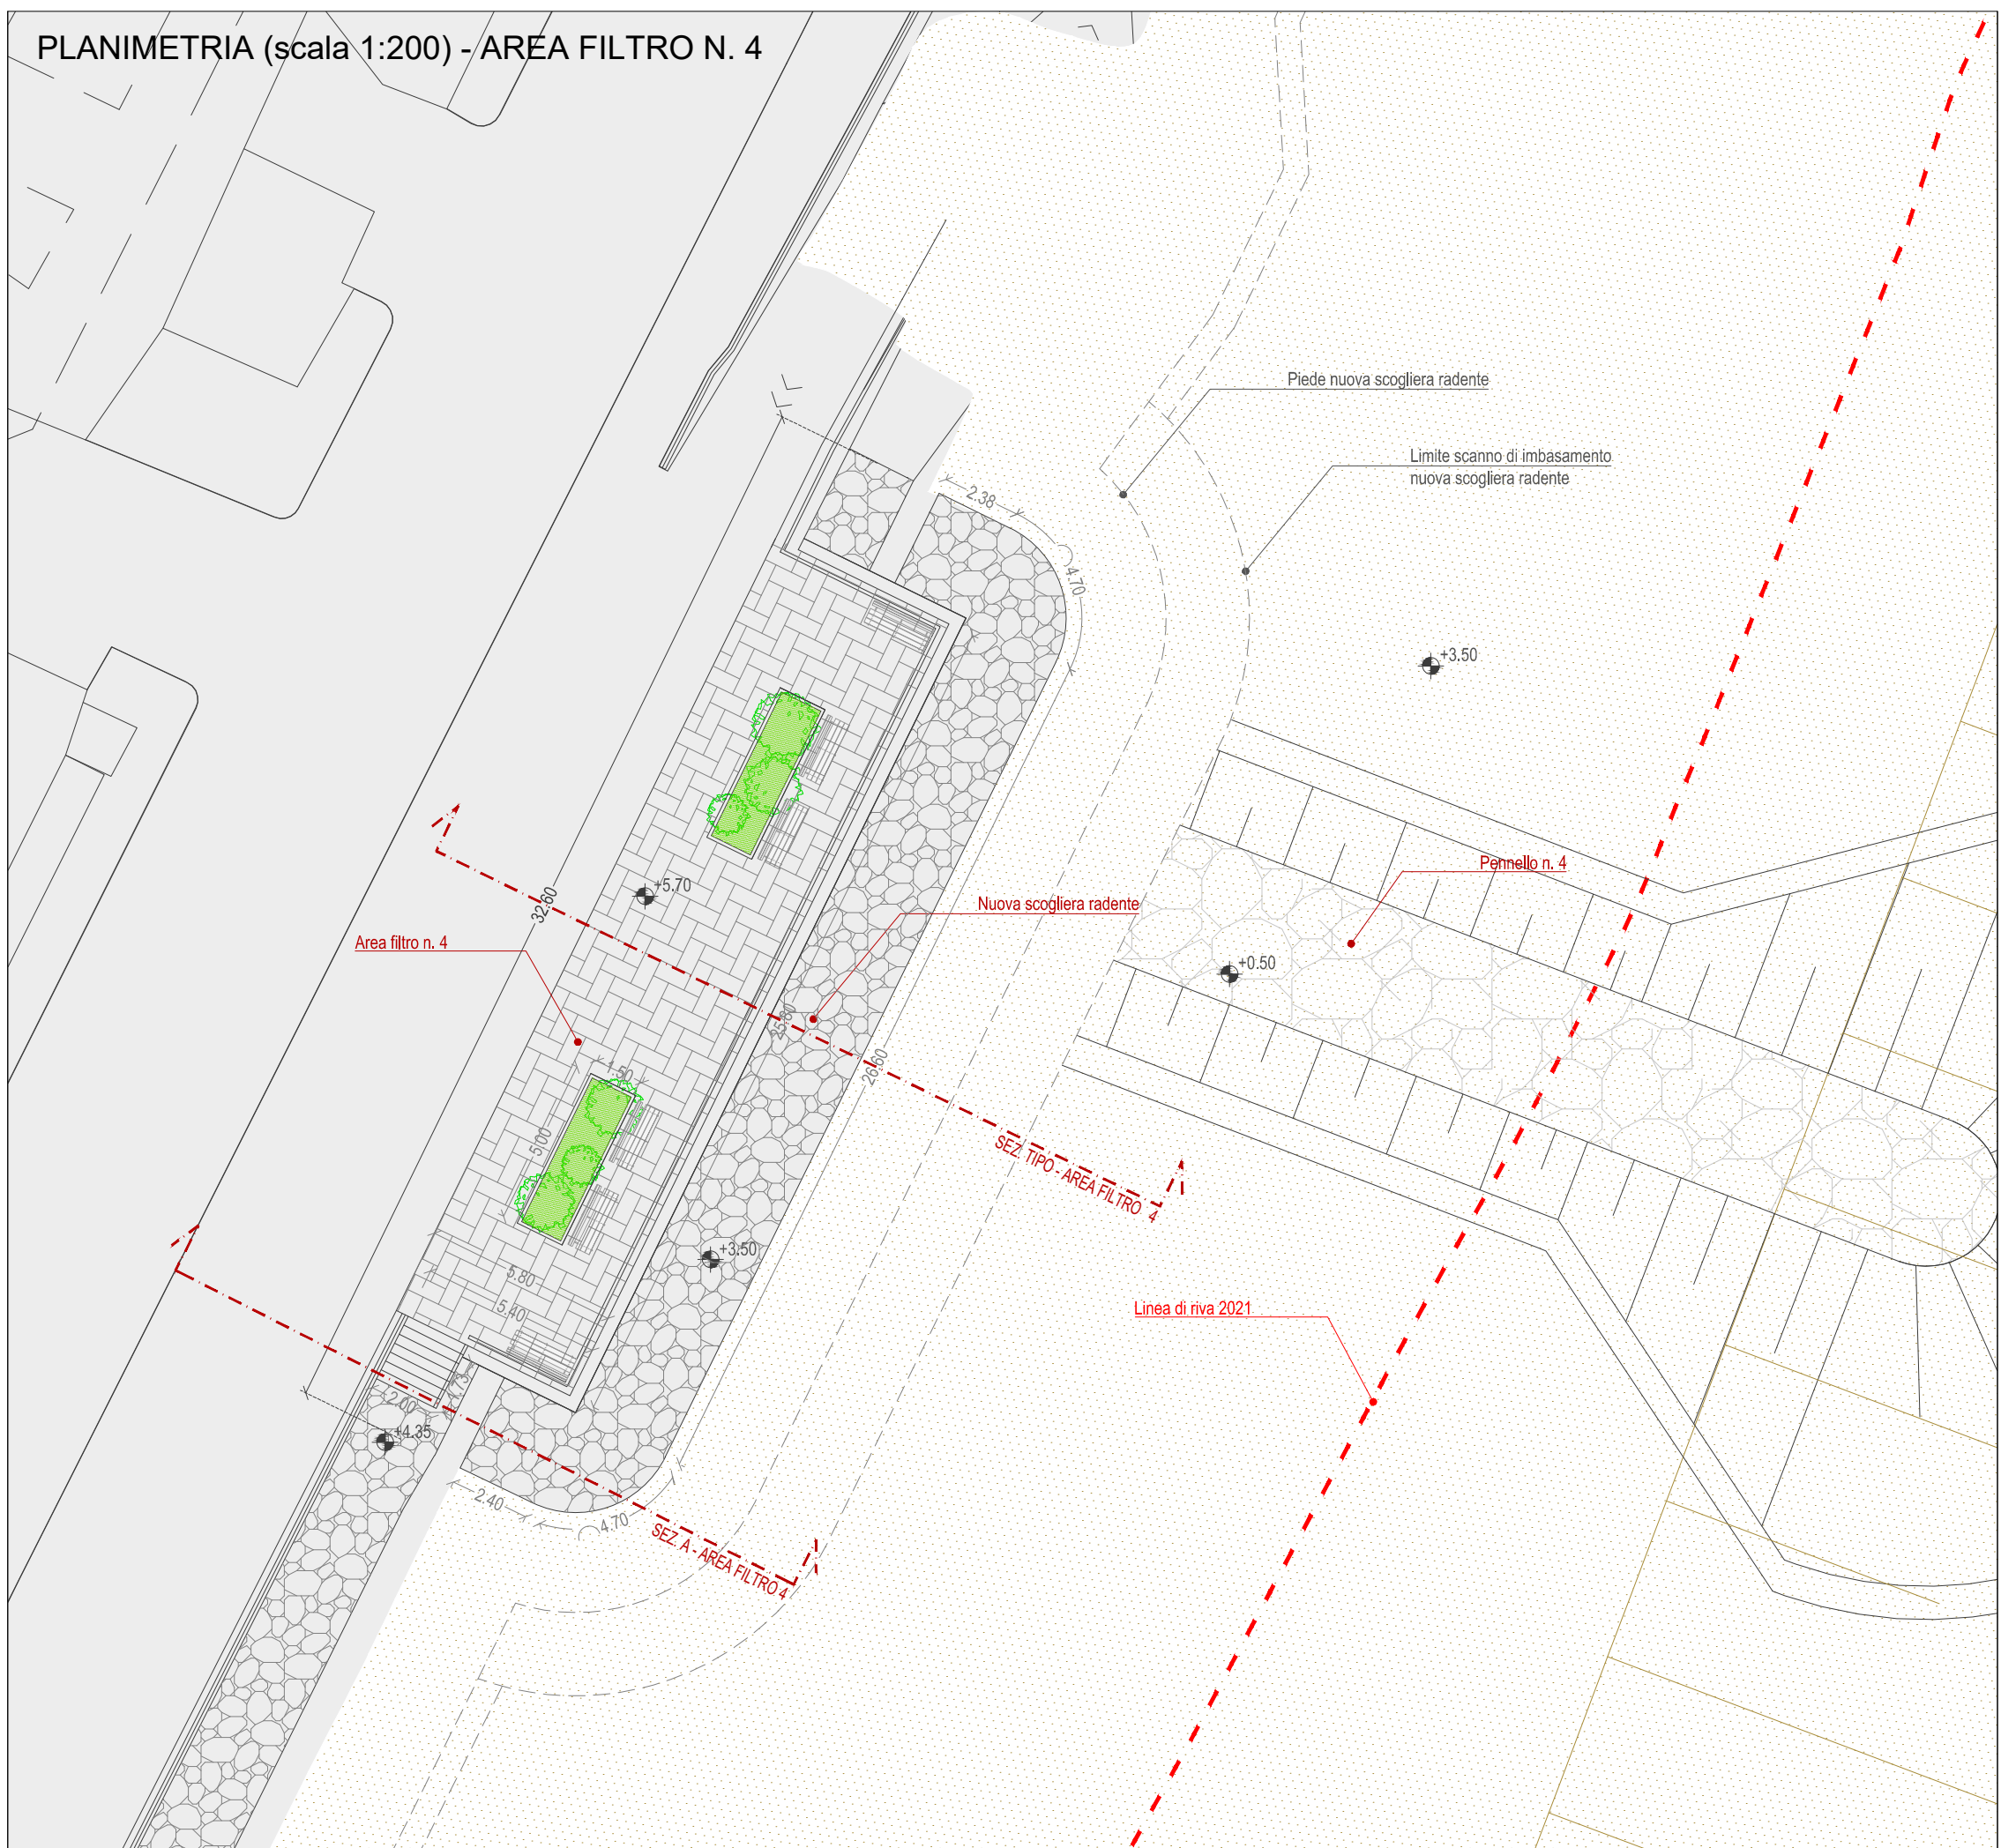 PLANIMETRIA (scala 1:200) - AREA FILTRO N. 4
Piede nuova scogliera radente
Limite scanno di imbasamento
nuova scogliera radente
2.38
4.70
+3.50
Pennello n. 4
+5.70
32.60
Nuova scogliera radente
Area filtro n. 4
+0.50
25.80
26.60
1.50
5.00
SEZ. TIPO - AREA FILTRO 4
+3.50
5.80
5.40
Linea di riva 2021
1.73
2.00
+4.35
2.40
4.70
SEZ. A - AREA FILTRO 4